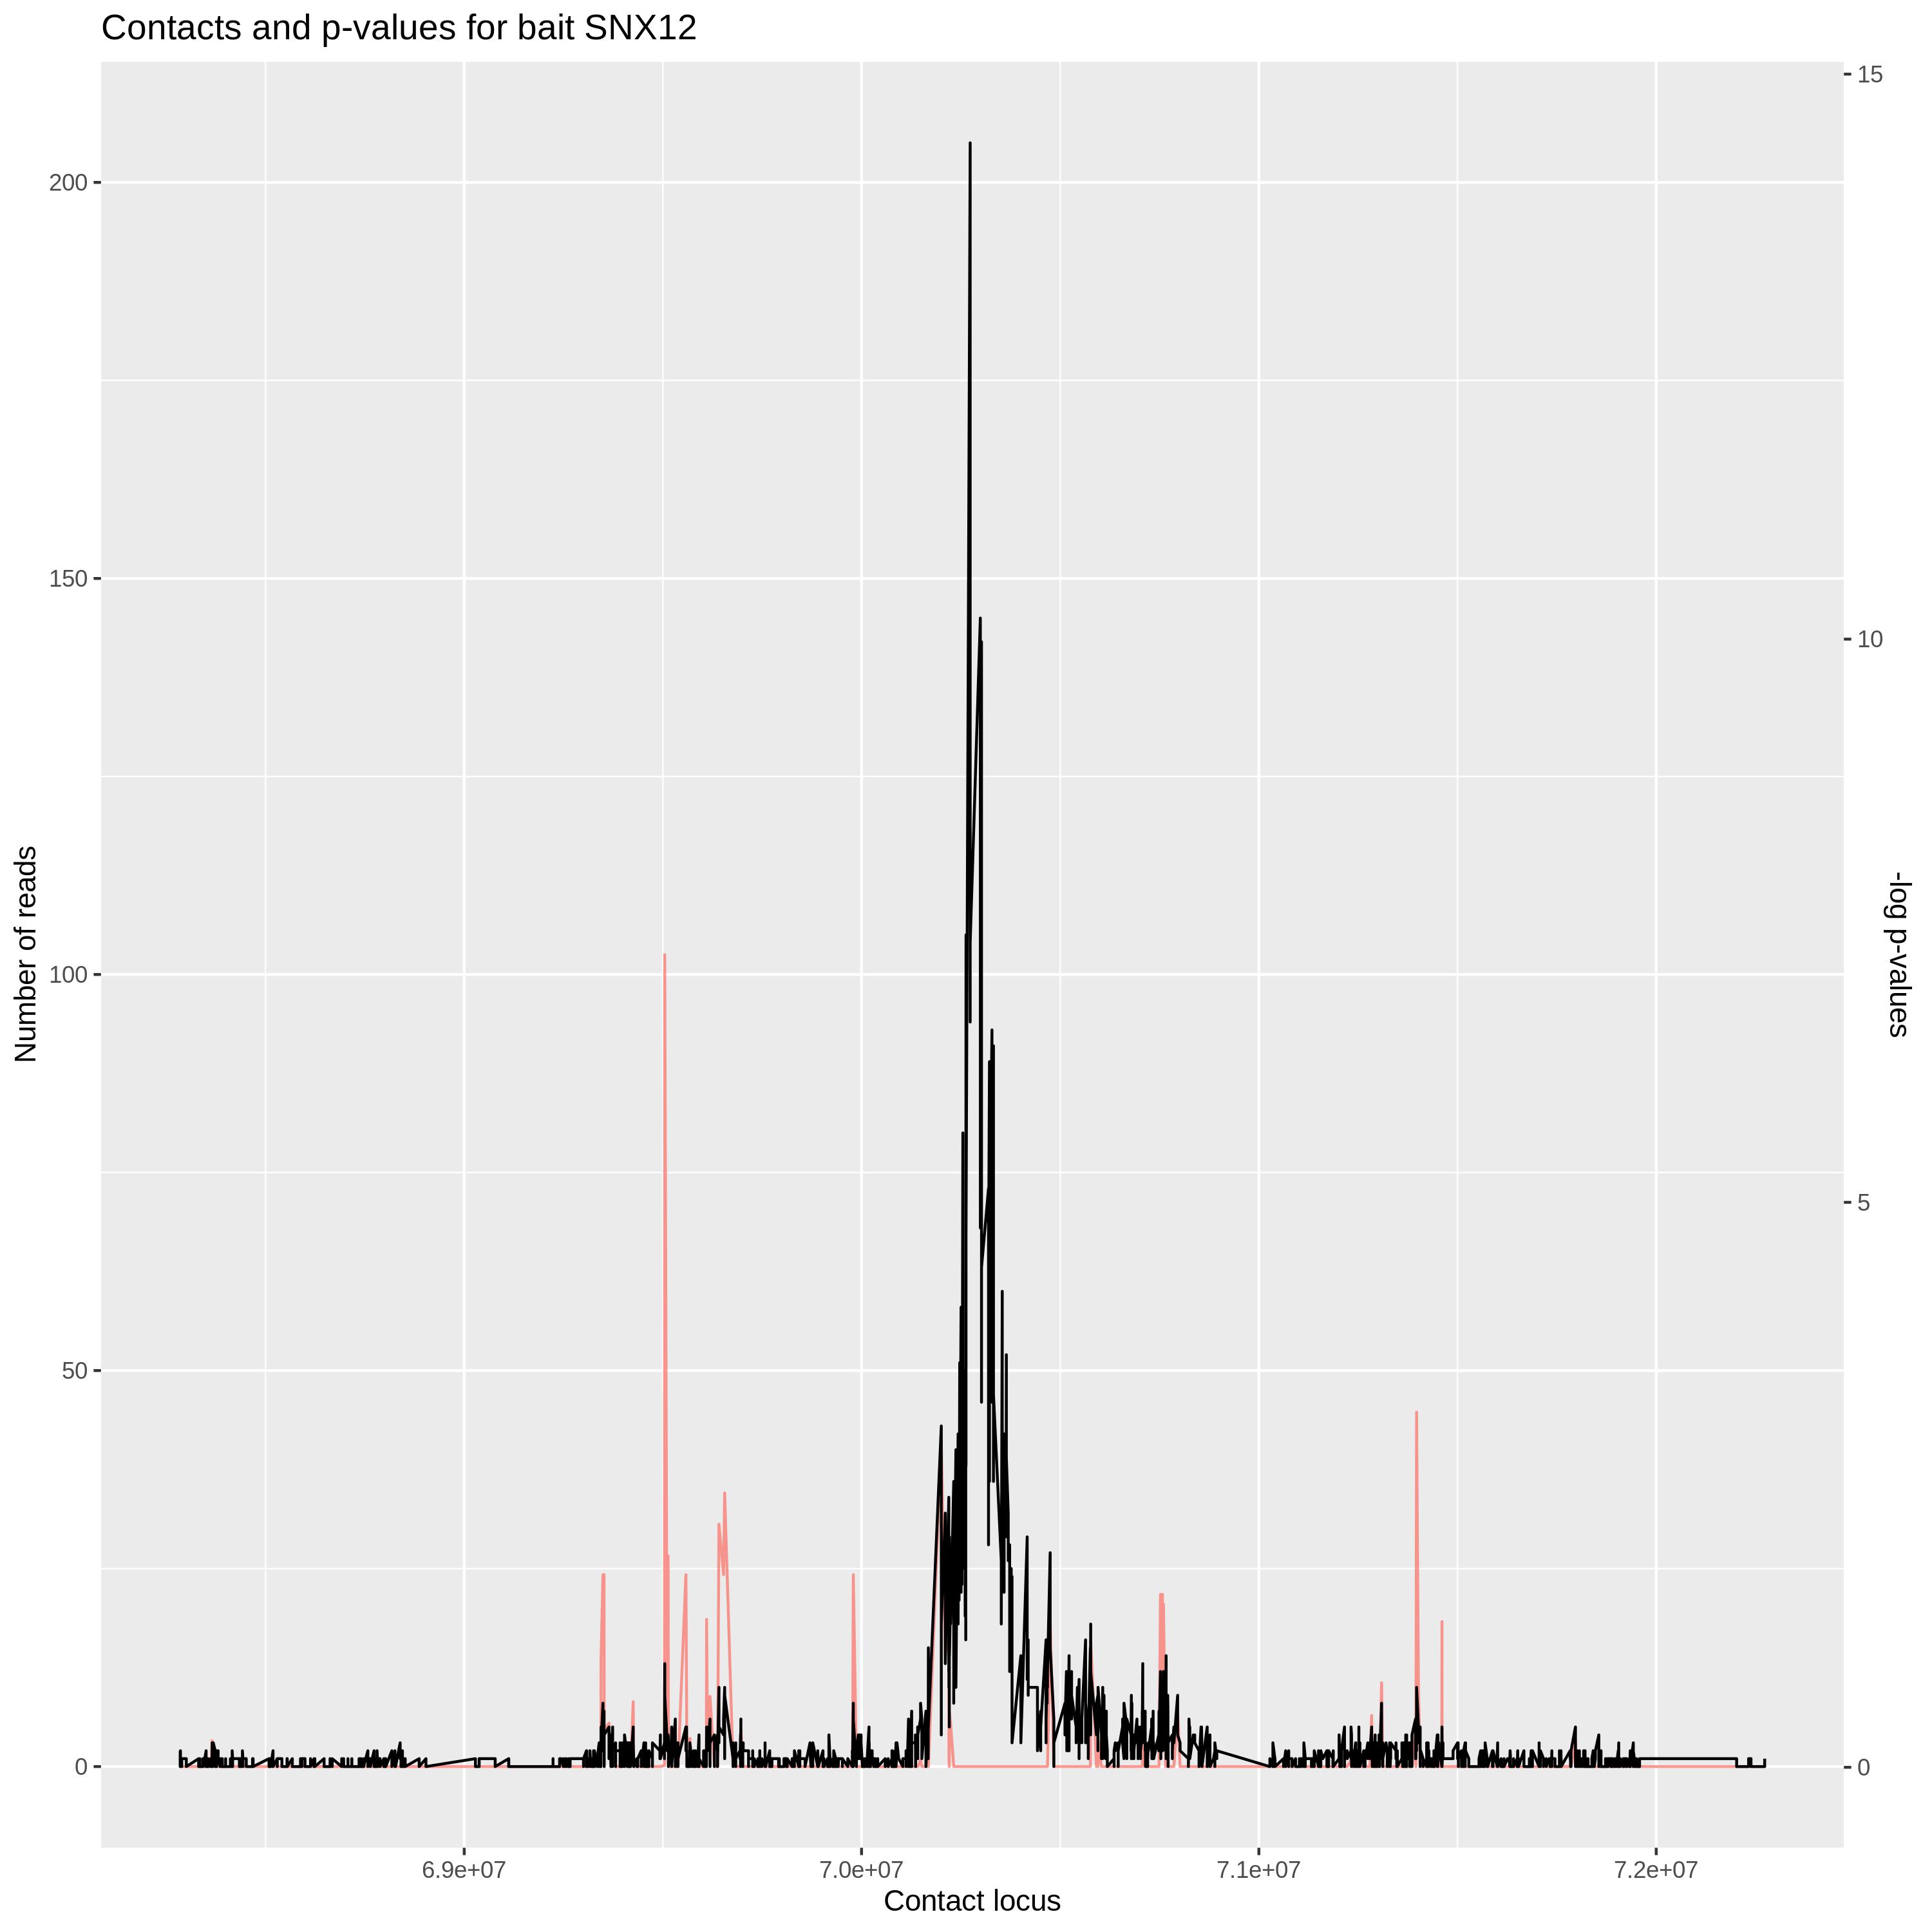 Contacts and p-values for bait SNX12
Number of reads
200
150
100
50
0
15
10
5
0
-log p-values
6.9e+07
7.0e+07
7.1e+07
7.2e+07
Contact locus